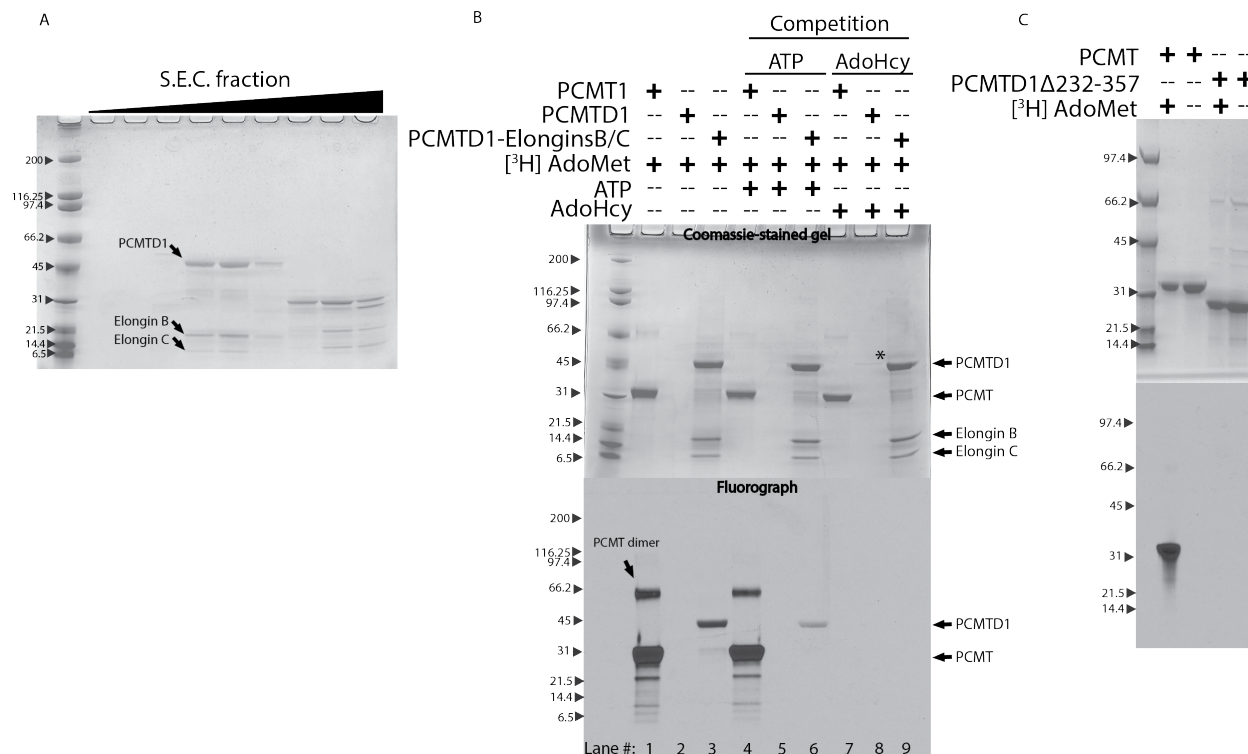 A
S.E.C. fraction
200
116.25
97.4
66.2
PCMTD1
45
31
Elongin B
21.5
Elongin C
14.4
6.5
B
Competition
ATP AdoHcy
PCMT1 + -- -- + -- -- + -- --
PCMTD1 -- + -- -- + -- -- + --
PCMTD1-ElonginsB/C -- -- + -- -- + -- -- +
[³H] AdoMet + + + + + + + + +
ATP -- -- -- + + + -- -- --
AdoHcy -- -- -- -- -- -- + + +
Coomassie-stained gel
200
116.25
97.4
66.2
*
45 PCMTD1
31 PCMT
21.5
14.4 Elongin B
6.5 Elongin C
Fluorograph
200
PCMT dimer
116.25
97.4
66.2
45 PCMTD1
31 PCMT
21.5
14.4
6.5
Lane #: 1 2 3 4 5 6 7 8 9
C
PCMT + + -- --
PCMTD1Δ232-357 -- -- + +
[³H] AdoMet + -- + --
97.4
66.2
45
31
21.5
14.4
97.4
66.2
45
31
21.5
14.4